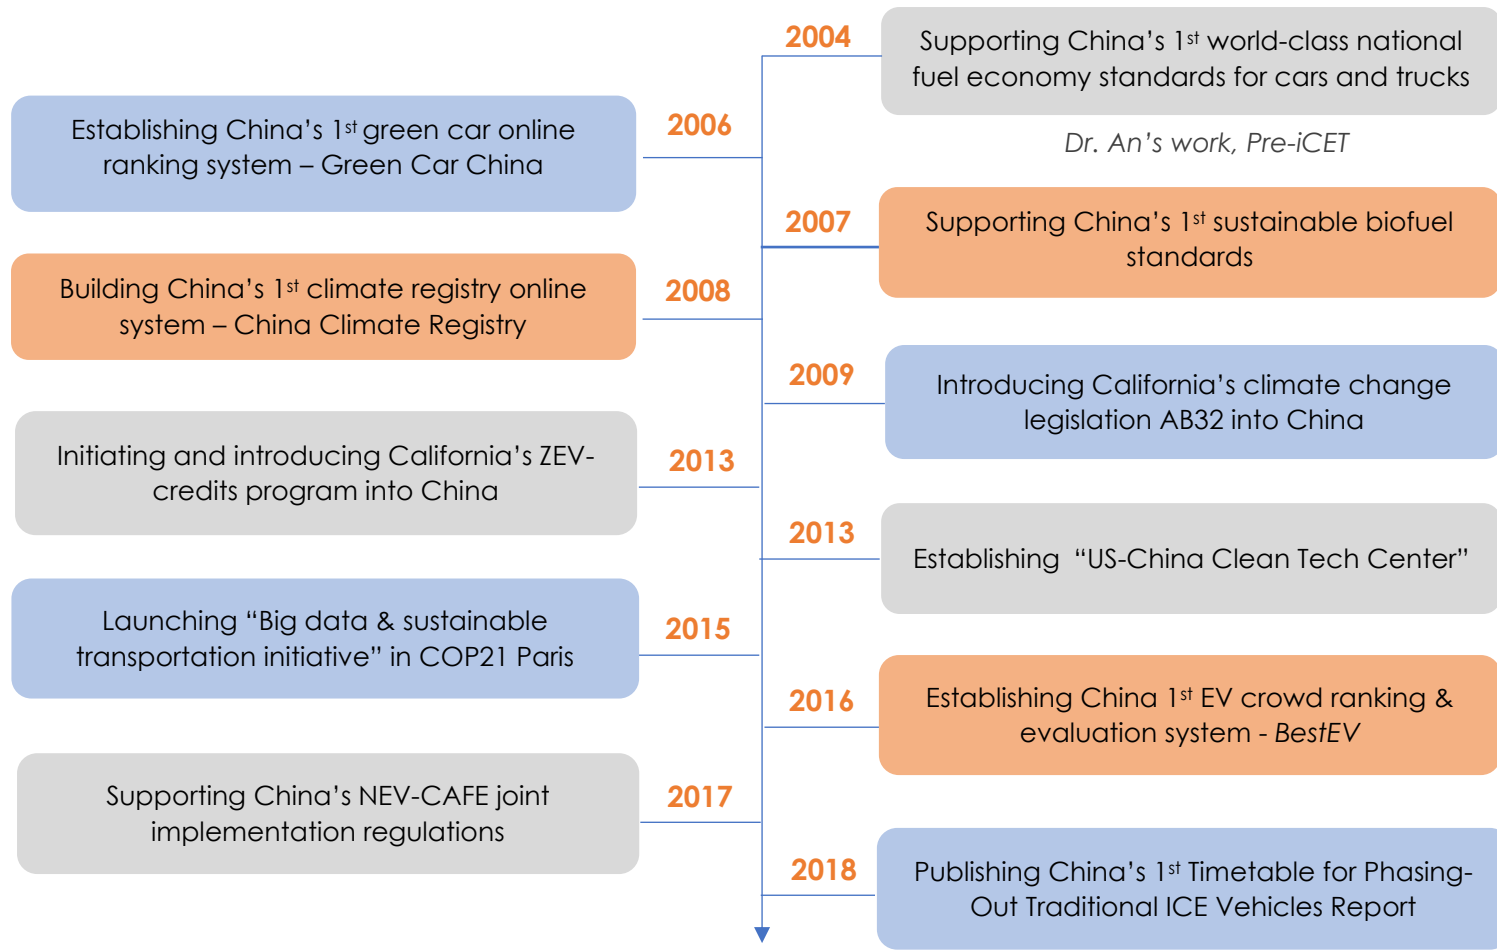 2004
Supporting China’s 1st world-class national
fuel economy standards for cars and trucks
Dr. An’s work, Pre-iCET
2006
Establishing China’s 1st green car online
ranking system – Green Car China
2007
Supporting China’s 1st sustainable biofuel
standards
2008
Building China’s 1st climate registry online
system – China Climate Registry
2009
Introducing California’s climate change
legislation AB32 into China
2013
Initiating and introducing California’s ZEV-
credits program into China
2013
Establishing “US-China Clean Tech Center”
2015
Launching “Big data & sustainable
transportation initiative” in COP21 Paris
2016
Establishing China 1st EV crowd ranking &
evaluation system - BestEV
2017
Supporting China’s NEV-CAFE joint
implementation regulations
2018
Publishing China’s 1st Timetable for Phasing-
Out Traditional ICE Vehicles Report